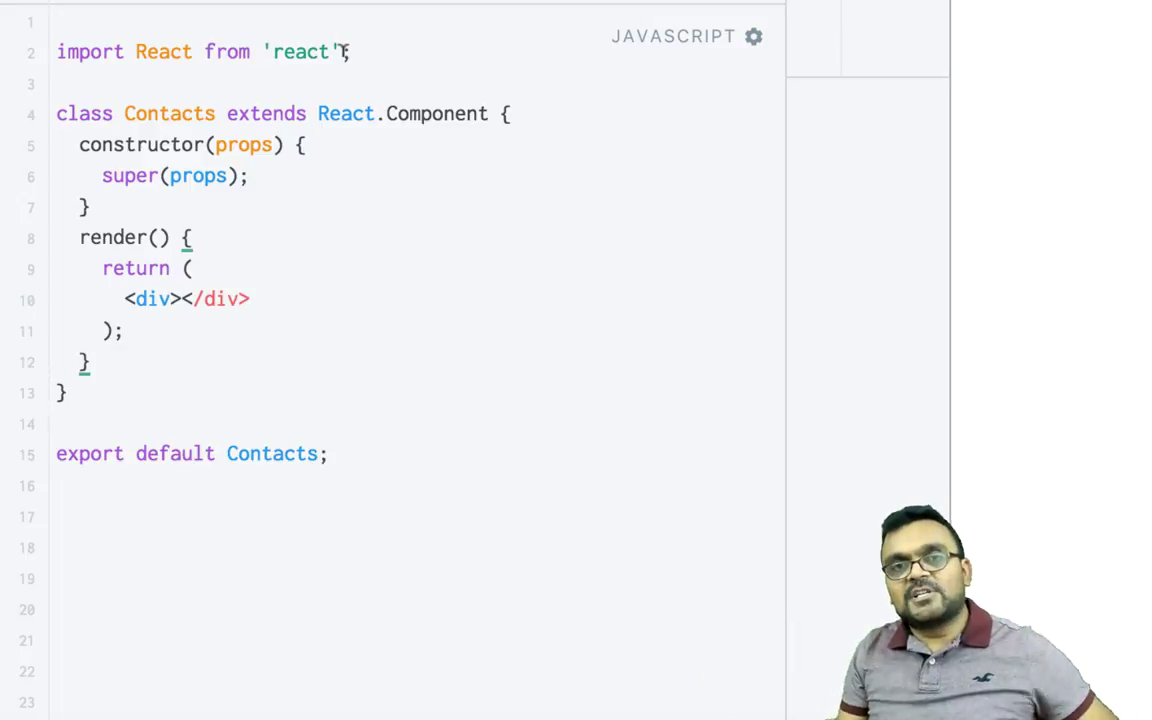 JAVASCRIPT
1
2 import React from 'react';
3
4 class Contacts extends React.Component {
5 constructor(props) {
6 super(props);
7 }
8 render() {
9 return (
10 <div></div>
11 );
12 }
13 }
14
15 export default Contacts;
16
17
18
19
20
21
22
23